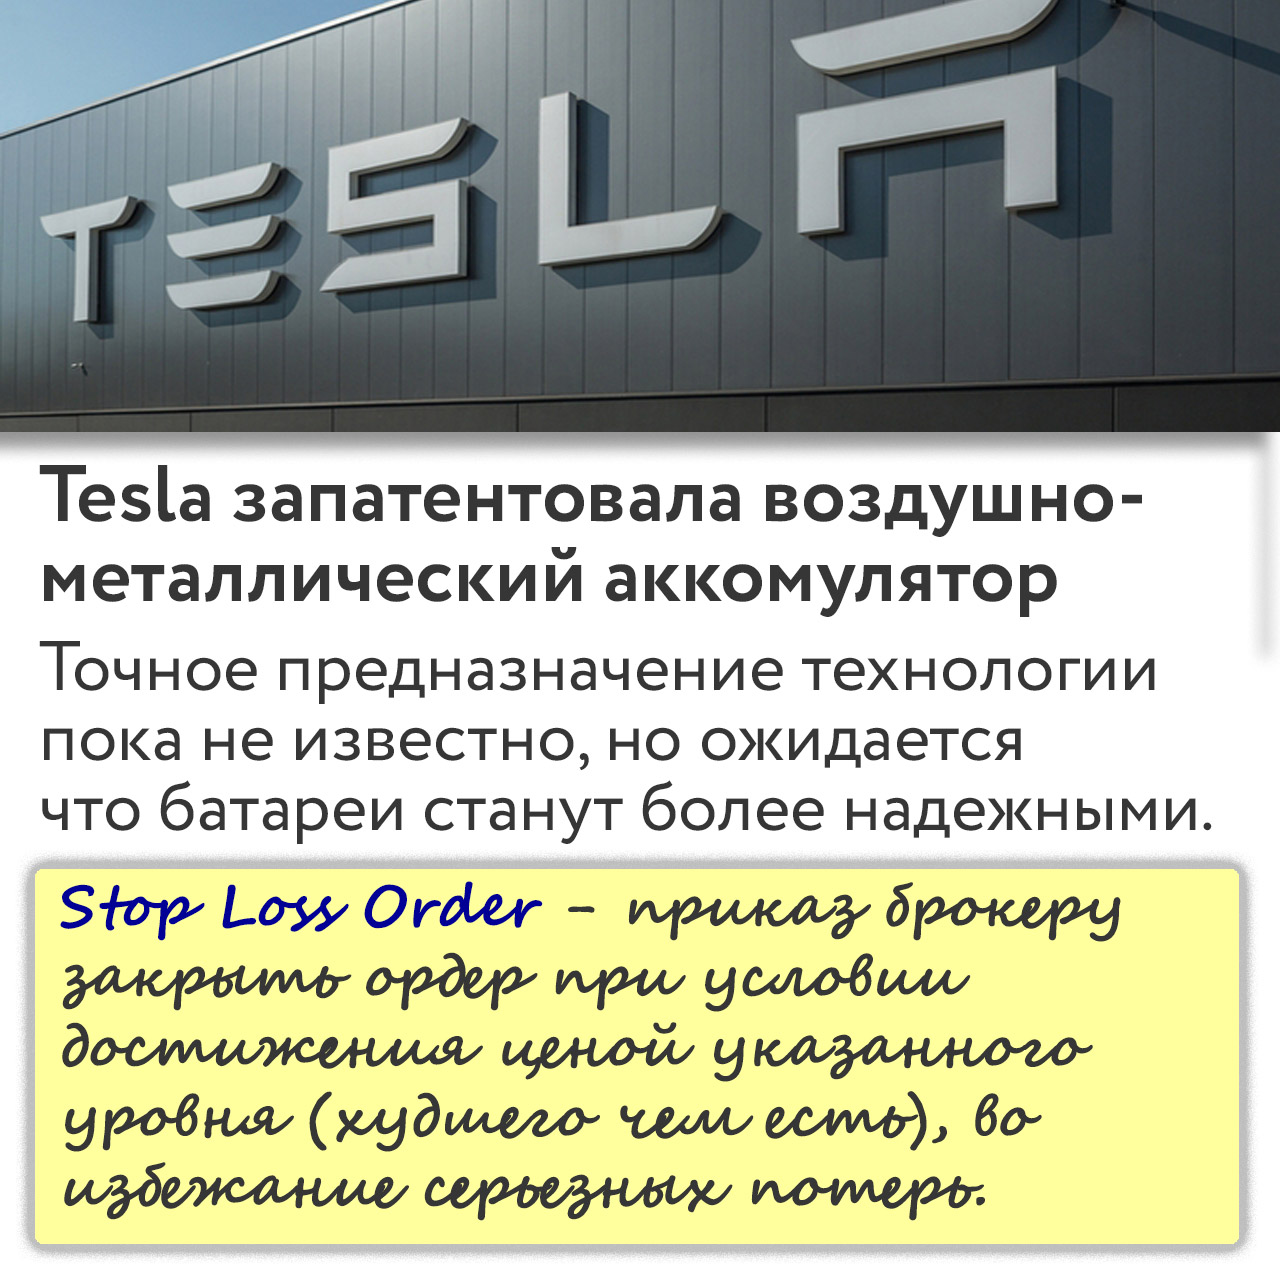 TESLA
Tesla запатентовала воздушно-
металлический аккомулятор
Точное предназначение технологии
пока не известно, но ожидается
что батареи станут более надежными.
Stop Loss Order - приказ брокеру
закрыть ордер при условии
достижения ценой указанного
уровня (худшего чем есть), во
избежание серьезных потерь.